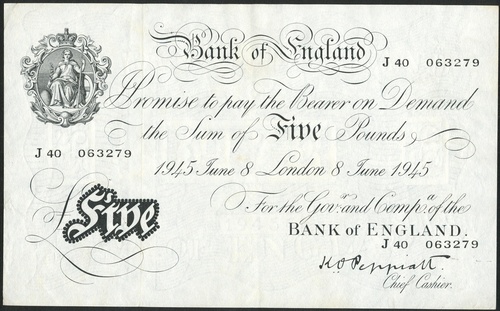 Bank of England
J 40 063279
Promise to pay the Bearer on Demand
the Sum of Five Pounds
J 40 063279
1945 June 8 London 8 June 1945
£Five
For the Govr. and Compa. of the
BANK of ENGLAND.
J 40 063279
K O Peppiatt
Chief Cashier.